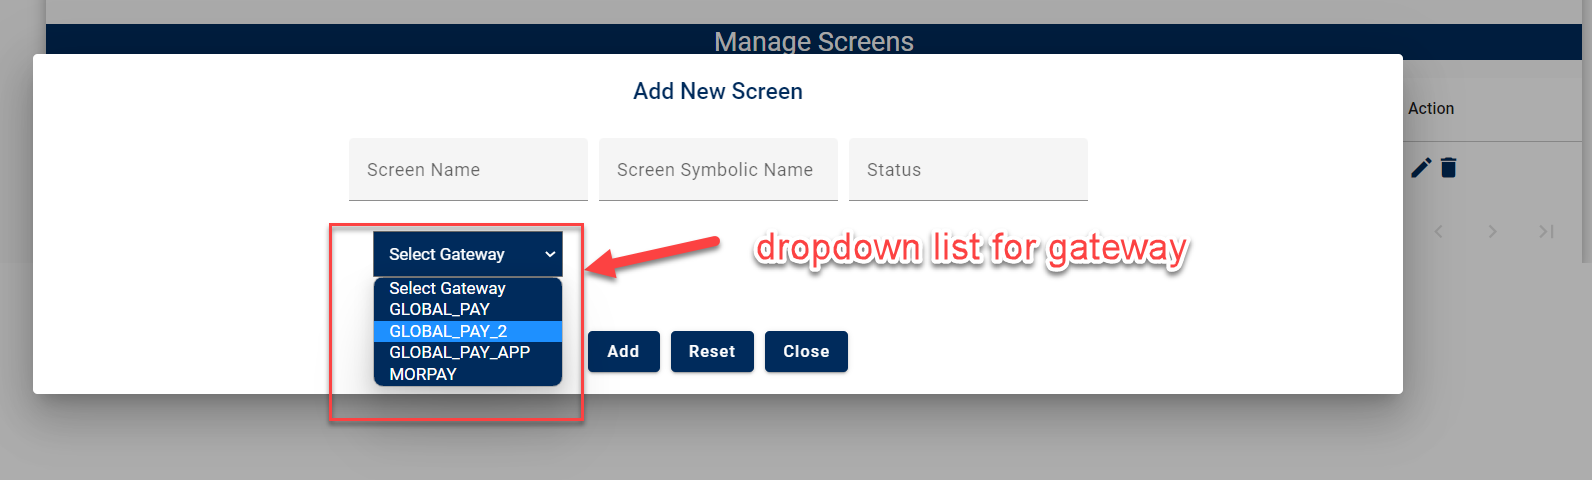 Manage Screens
Add New Screen
Action
Screen Name
Screen Symbolic Name
Status
Select Gateway
dropdown list for gateway
Select Gateway
GLOBAL_PAY
GLOBAL_PAY_2
GLOBAL_PAY_APP
MORPAY
Add
Reset
Close